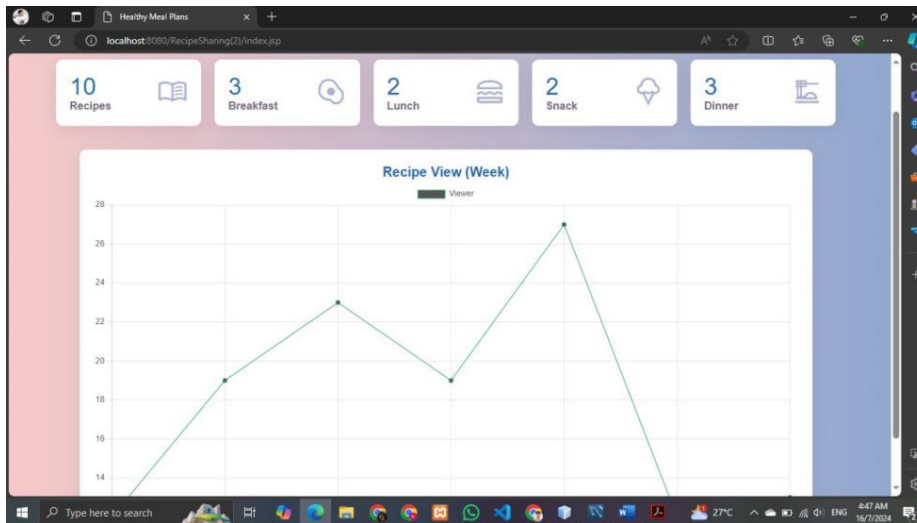 Healthy Meal Plans
localhost:8080/RecipeSharing(2)/index.jsp
10
Recipes
3
Breakfast
2
Lunch
2
Snack
3
Dinner
Recipe View (Week)
Viewer
28
26
24
22
20
18
16
14
Type here to search
27°C
ENG
4:47 AM
16/7/2024